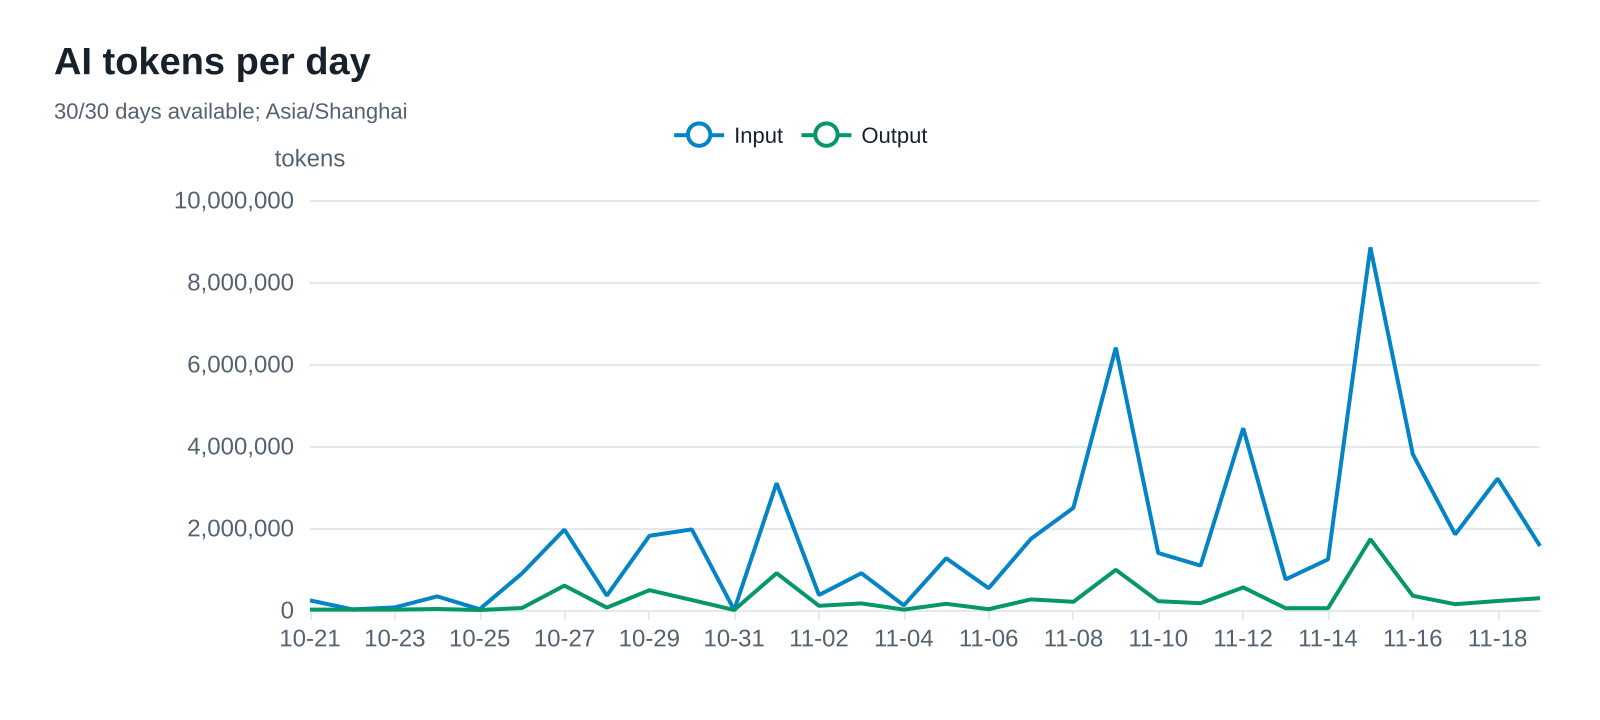 AI tokens per day
30/30 days available; Asia/Shanghai
Input Output
tokens
10,000,000
8,000,000
6,000,000
4,000,000
2,000,000
0
10-21 10-23 10-25 10-27 10-29 10-31 11-02 11-04 11-06 11-08 11-10 11-12 11-14 11-16 11-18